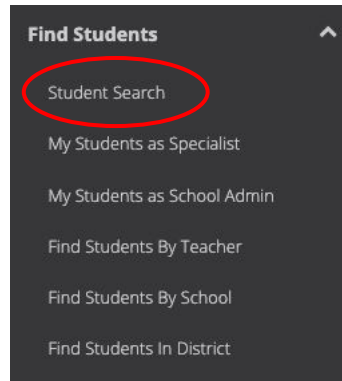 Find Students
Student Search
My Students as Specialist
My Students as School Admin
Find Students By Teacher
Find Students By School
Find Students In District